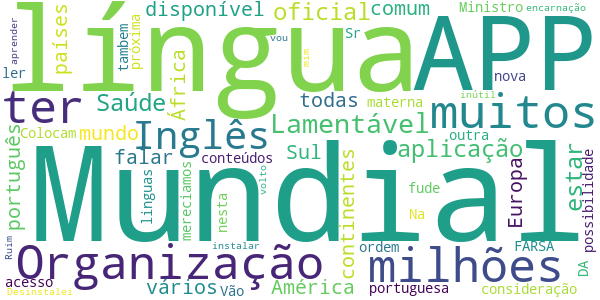 disponível
oficial
comum
Ministro
encarnação
língua
APP
países
tambem
próxima
Sr
nova
aprender
vou
mim
ler
ter
Saúde
África
todas
materna
inútil
muitos
Colocam
mundo
Inglês
Lamentável
outra
português
falar
conteúdos
Sul
aplicação
Mundial
linguas
mereciamos
nesta
continentes
fude
Europa
estar
possibilidade
Na
volto
Ruim
instalar
ordem
FARSA
Organização
milhões
DA
acesso
vários
Vão
América
portuguesa
consideração
Desinstalei